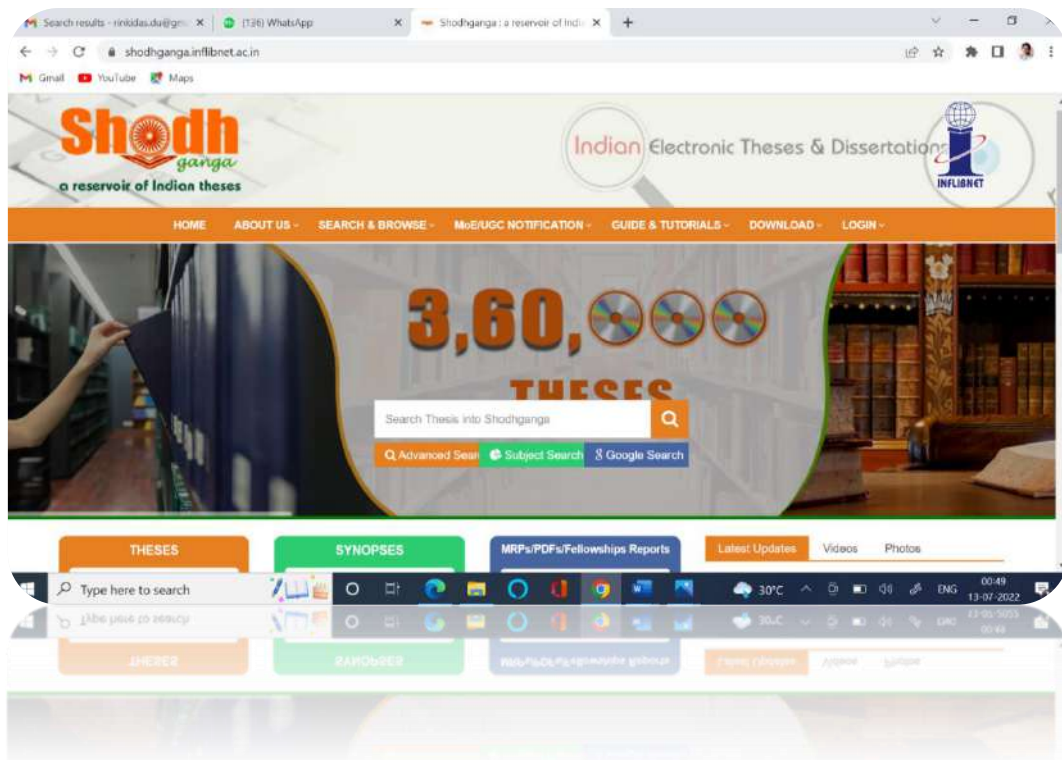 Search results - rinkidas.du@gm
(136) WhatsApp
Shodhganga : a reservoir of Indi
shodhganga.inflibnet.ac.in
Gmail
YouTube
Maps
Shodh
ganga
a reservoir of Indian theses
Indian Electronic Theses & Dissertations
INFLIBNET
HOME
ABOUT US
SEARCH & BROWSE
MoE/UGC NOTIFICATION
GUIDE & TUTORIALS
DOWNLOAD
LOGIN
3,60,000
THESES
Search Thesis into Shodhganga
Advanced Sear
Subject Search
Google Search
THESES
SYNOPSES
MRPs/PDFs/Fellowships Reports
Latest Updates
Videos
Photos
Type here to search
30°C
ENG
00:49
13-07-2022